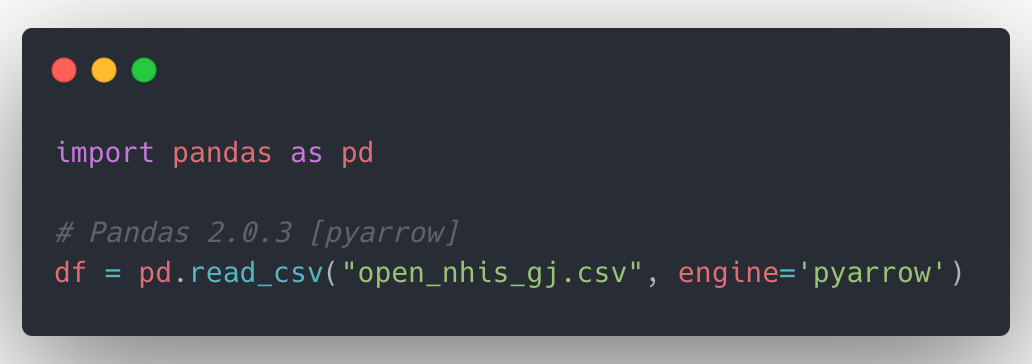 import pandas as pd
# Pandas 2.0.3 [pyarrow]
df = pd.read_csv("open_nhis_gj.csv", engine='pyarrow')